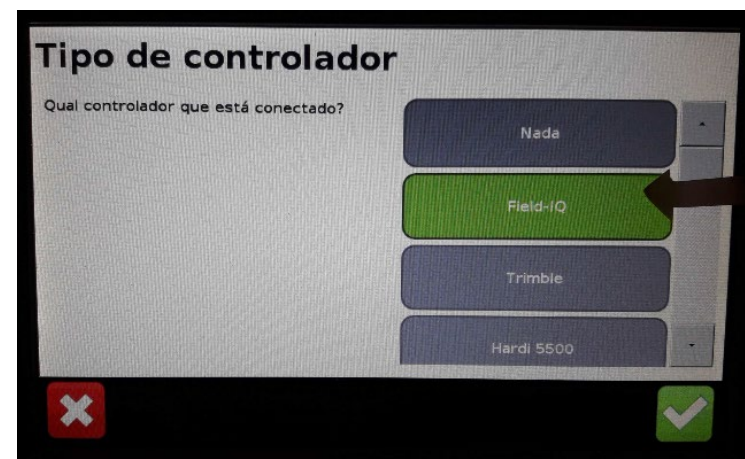 Tipo de controlador
Qual controlador que está conectado?
Nada
Field-IQ
Trimble
Hardi 5500